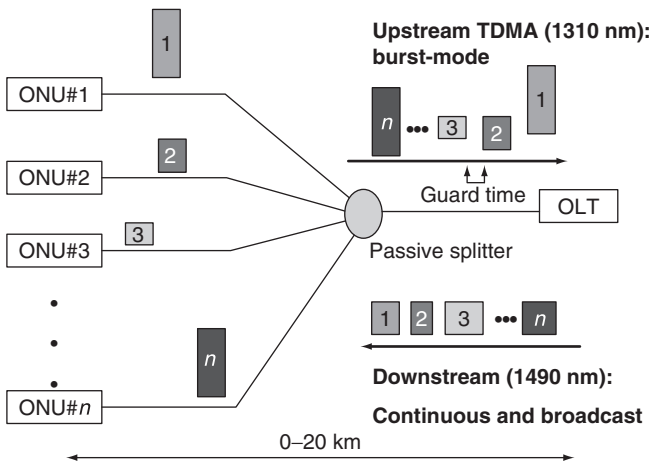 Upstream TDMA (1310 nm):
burst-mode
1
ONU#1
n ••• 3 2 1
2
ONU#2
Guard time
OLT
3
ONU#3
Passive splitter
1 2 3 ••• n
n
Downstream (1490 nm):
ONU#n
Continuous and broadcast
0–20 km